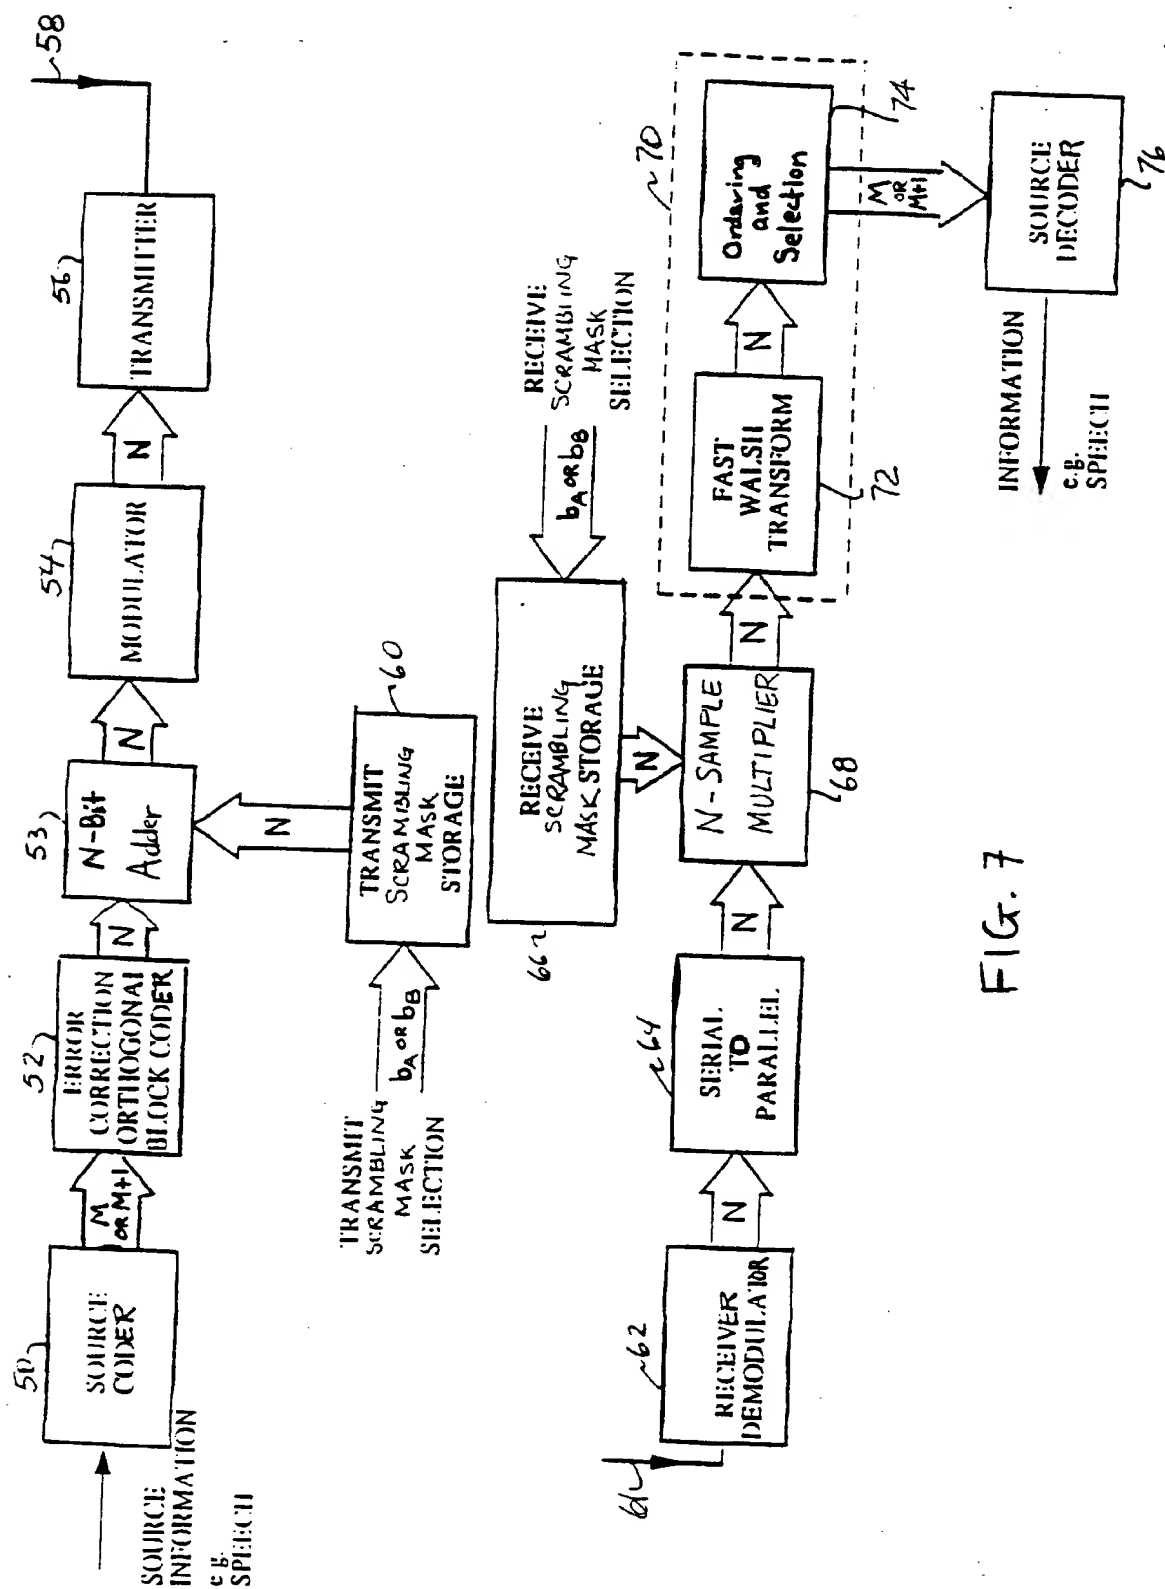 SOURCE
INFORMATION
e.g.
SPEECH
50
SOURCE
CODER
M
OR M+1
52
ERROR
CORRECTION
ORTHOGONAL
BLOCK CODER
N
53
N-Bit
Adder
N
54
MODULATOR
N
56
TRANSMITTER
58
N
60
TRANSMIT
SCRAMBLING
MASK
STORAGE
TRANSMIT
SCRAMBLING
MASK
SELECTION
bA OR bB
RECEIVE
SCRAMBLING
MASK
SELECTION
bA OR bB
66
RECEIVE
SCRAMBLING
MASK STORAGE
N
61
62
RECEIVER
DEMODULATOR
N
64
SERIAL
TO
PARALLEL
N
N-SAMPLE
MULTIPLIER
68
N
70
FAST
WALSH
TRANSFORM
72
N
Ordering
and
Selection
74
M
OR
M+1
SOURCE
DECODER
76
INFORMATION
e.g.
SPEECH
FIG. 7